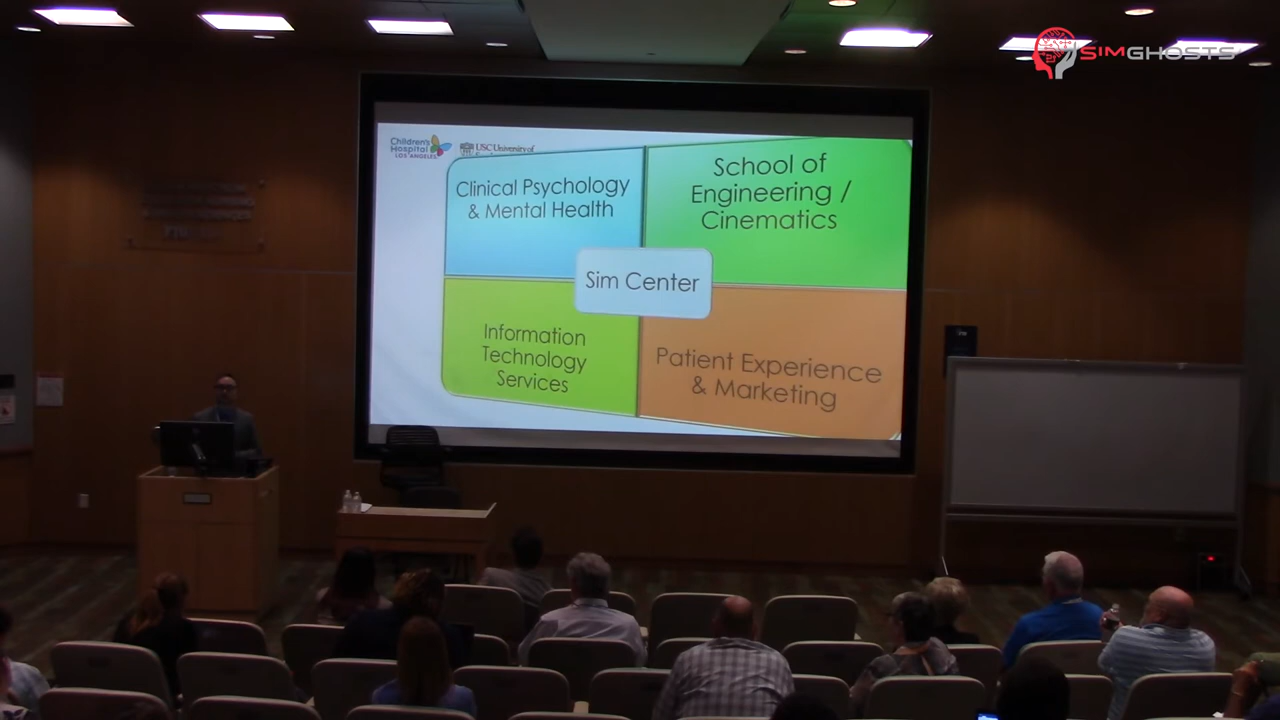 SIMGHOSTS
Children's
Hospital
LOS ANGELES
USC University of
Clinical Psychology
& Mental Health
School of
Engineering /
Cinematics
Sim Center
Information
Technology
Services
Patient Experience
& Marketing